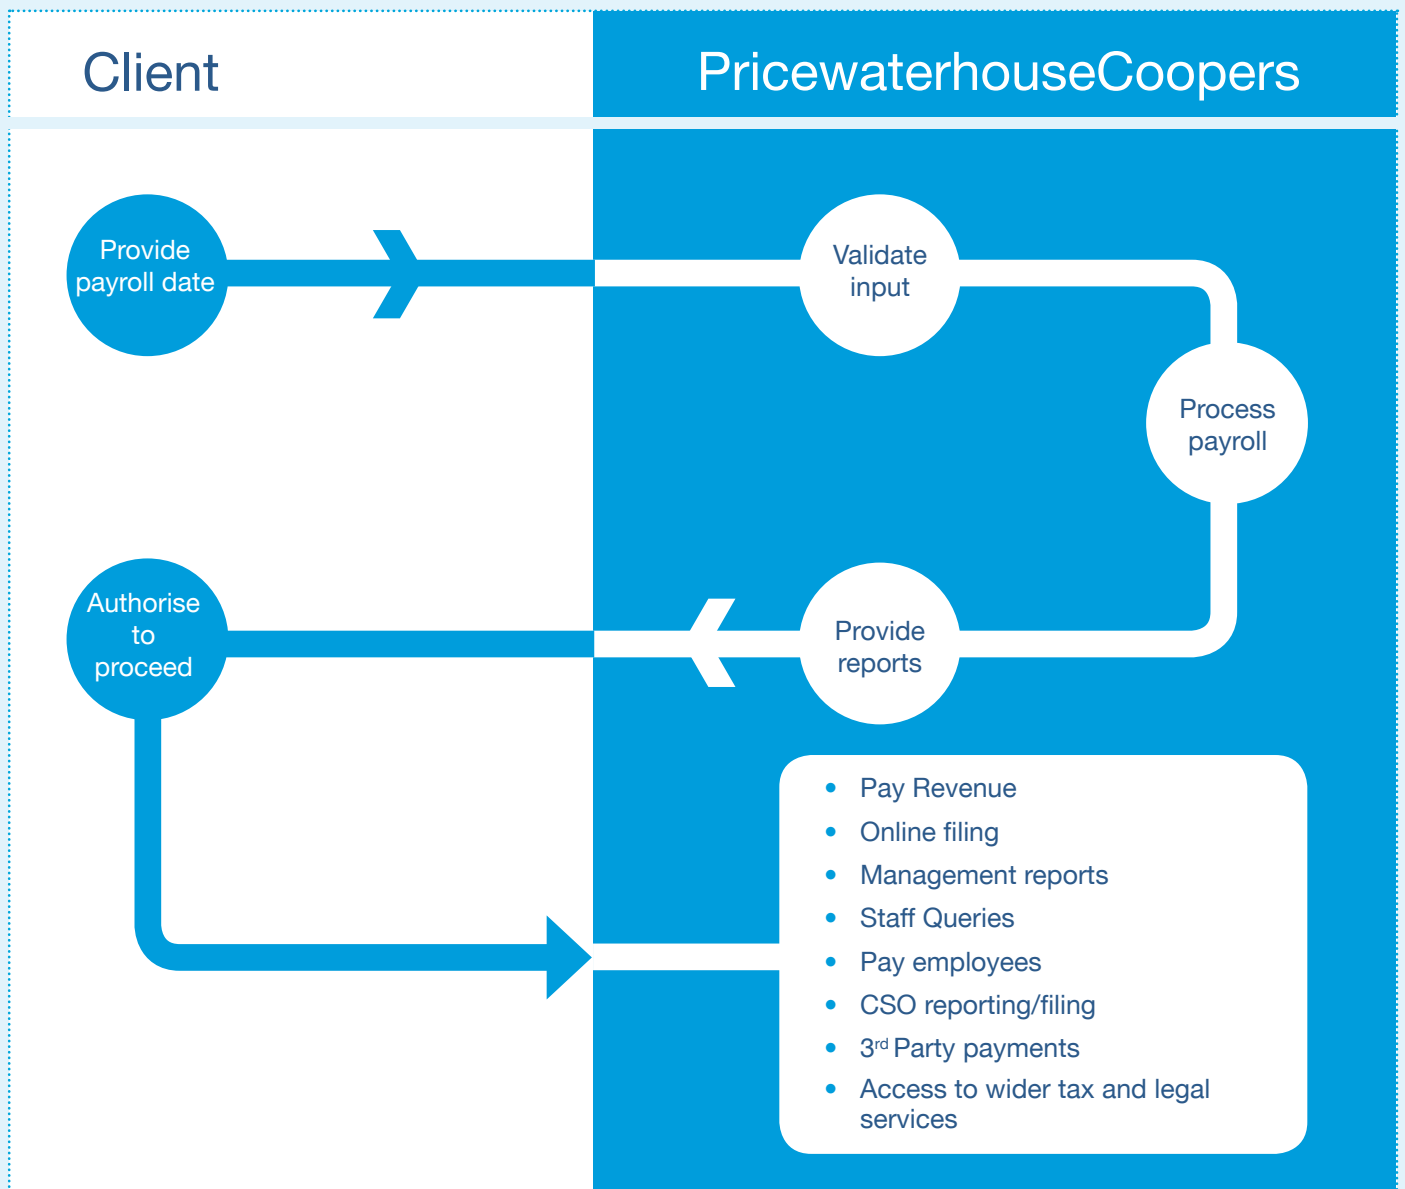 Client
PricewaterhouseCoopers
Provide
payroll date
Validate
input
Process
payroll
Authorise
to
proceed
Provide
reports
• Pay Revenue
• Online filing
• Management reports
• Staff Queries
• Pay employees
• CSO reporting/filing
• 3rd Party payments
• Access to wider tax and legal
services